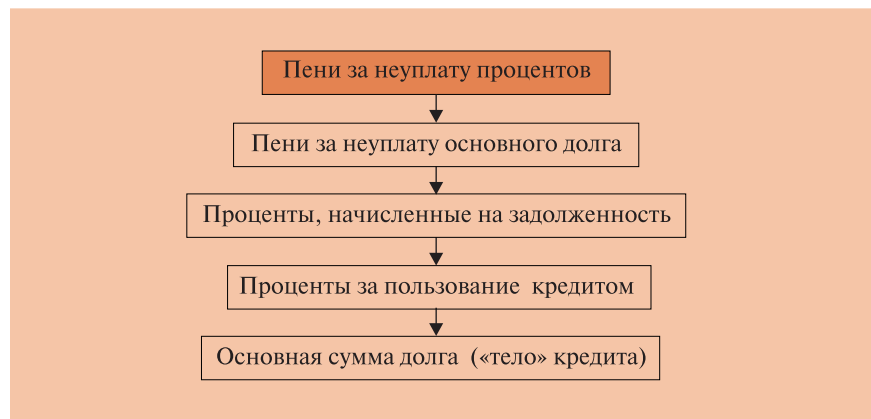 Пени за неуплату процентов
Пени за неуплату основного долга
Проценты, начисленные на задолженность
Проценты за пользование кредитом
Основная сумма долга («тело» кредита)